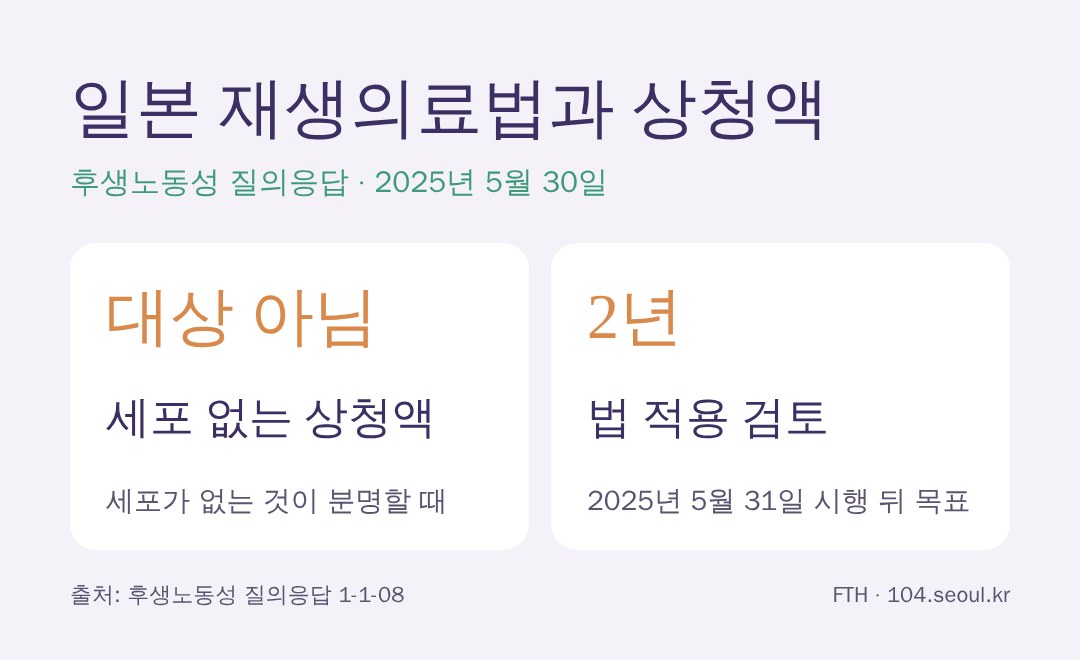 일본 재생의료법과 상청액
후생노동성 질의응답 · 2025년 5월 30일
대상 아님
세포 없는 상청액
세포가 없는 것이 분명할 때
2년
법 적용 검토
2025년 5월 31일 시행 뒤 목표
출처: 후생노동성 질의응답 1-1-08
FTH · 104.seoul.kr